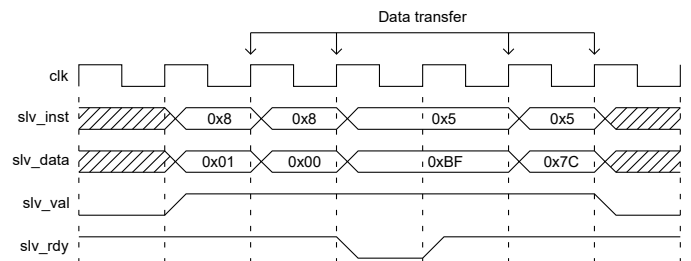 Data transfer
clk
slv_inst 0x8 0x8 0x5 0x5
slv_data 0x01 0x00 0xBF 0x7C
slv_val
slv_rdy